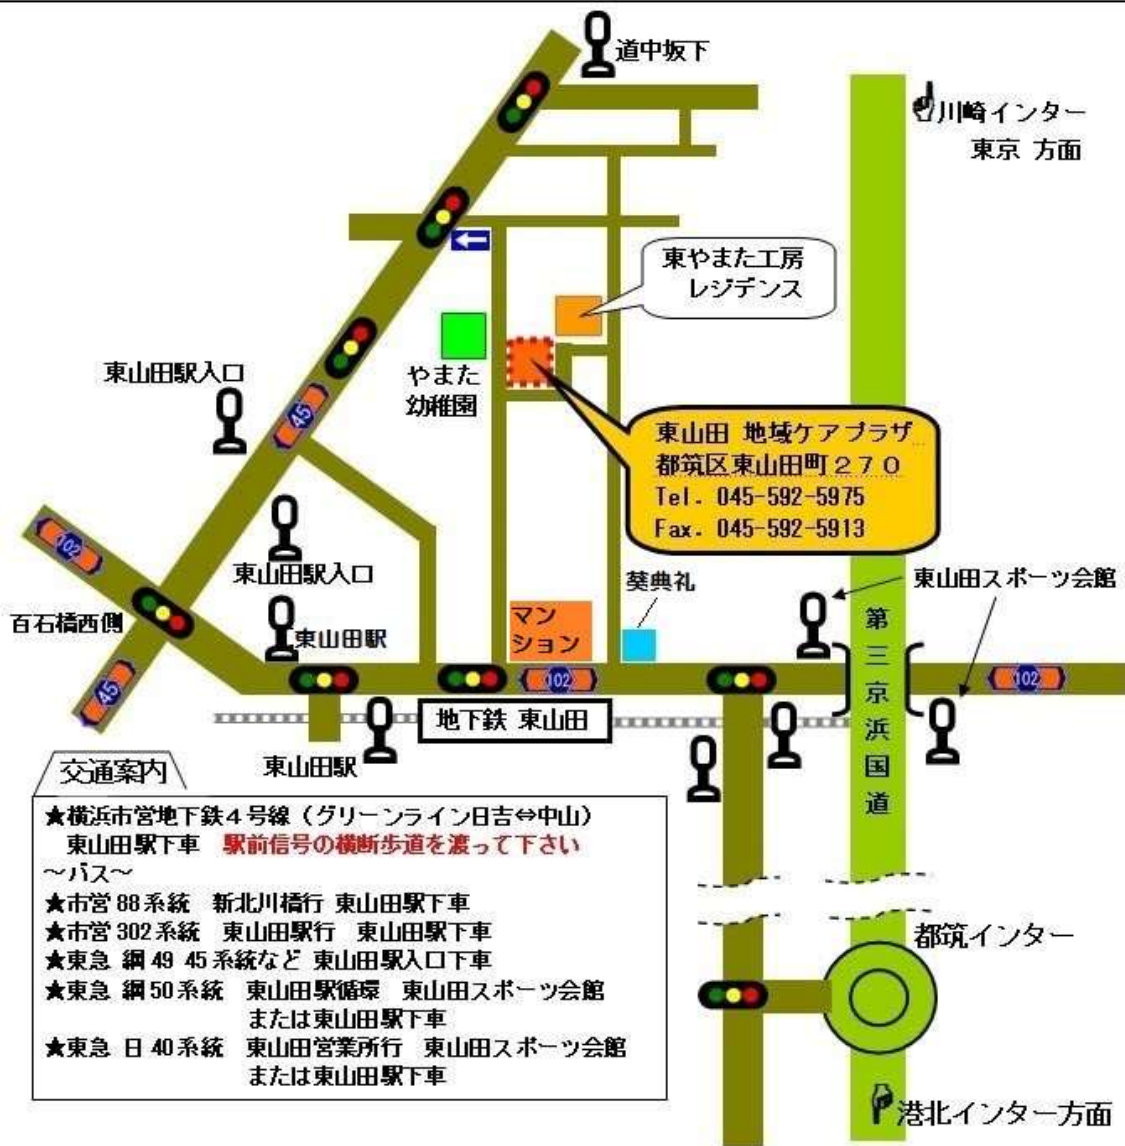 道中坂下
川崎インター
東京 方面
東やまた工房
レジデンス
東山田駅入口
45
やまた
幼稚園
東山田 地域ケアプラザ
都筑区東山田町２７０
Tel. 045-592-5975
Fax. 045-592-5913
102
東山田駅入口
葵典礼
東山田スポーツ会館
百石橋西側
東山田駅
マン
ション
第三京浜国道
45
102
102
地下鉄 東山田
東山田駅
交通案内
★横浜市営地下鉄４号線（グリーンライン日吉⇔中山）
東山田駅下車 駅前信号の横断歩道を渡って下さい
～バス～
★市営 88 系統 新北川橋行 東山田駅下車
★市営 302 系統 東山田駅行 東山田駅下車
★東急 綱 49 45 系統など 東山田駅入口下車
★東急 綱 50 系統 東山田駅循環 東山田スポーツ会館
または東山田駅下車
★東急 日 40 系統 東山田営業所行 東山田スポーツ会館
または東山田駅下車
都筑インター
港北インター方面